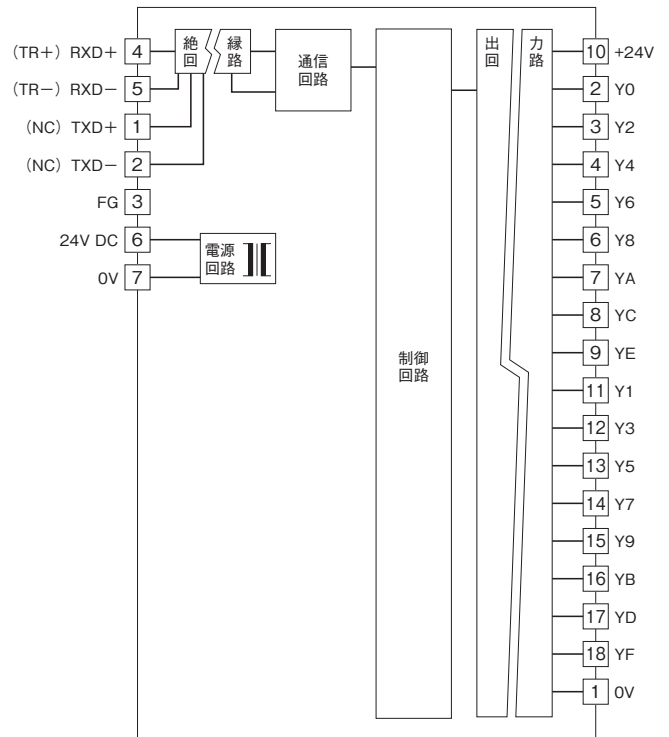 (TR+) RXD+ 4
(TR−) RXD− 5
(NC) TXD+ 1
(NC) TXD− 2
FG 3
24V DC 6
0V 7
絶縁
回路
通信
回路
電源
回路
制御
回路
出力
回路
10 +24V
2 Y0
3 Y2
4 Y4
5 Y6
6 Y8
7 YA
8 YC
9 YE
11 Y1
12 Y3
13 Y5
14 Y7
15 Y9
16 YB
17 YD
18 YF
1 0V